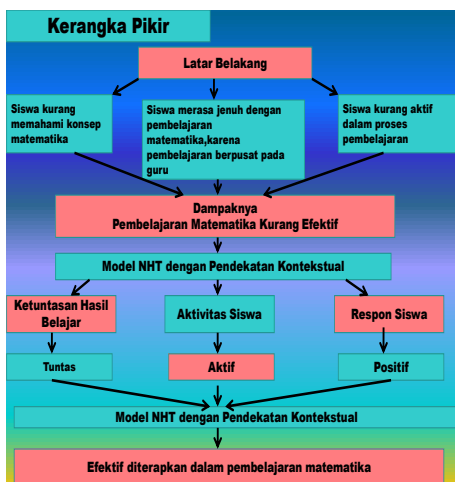 Kerangka Pikir
Latar Belakang
Siswa kurang
memahami konsep
matematika
Siswa merasa jenuh dengan
pembelajaran
matematika,karena
pembelajaran berpusat pada
guru
Siswa kurang aktif
dalam proses
pembelajaran
Dampaknya
Pembelajaran Matematika Kurang Efektif
Model NHT dengan Pendekatan Kontekstual
Ketuntasan Hasil
Belajar
Aktivitas Siswa
Respon Siswa
Tuntas
Aktif
Positif
Model NHT dengan Pendekatan Kontekstual
Efektif diterapkan dalam pembelajaran matematika